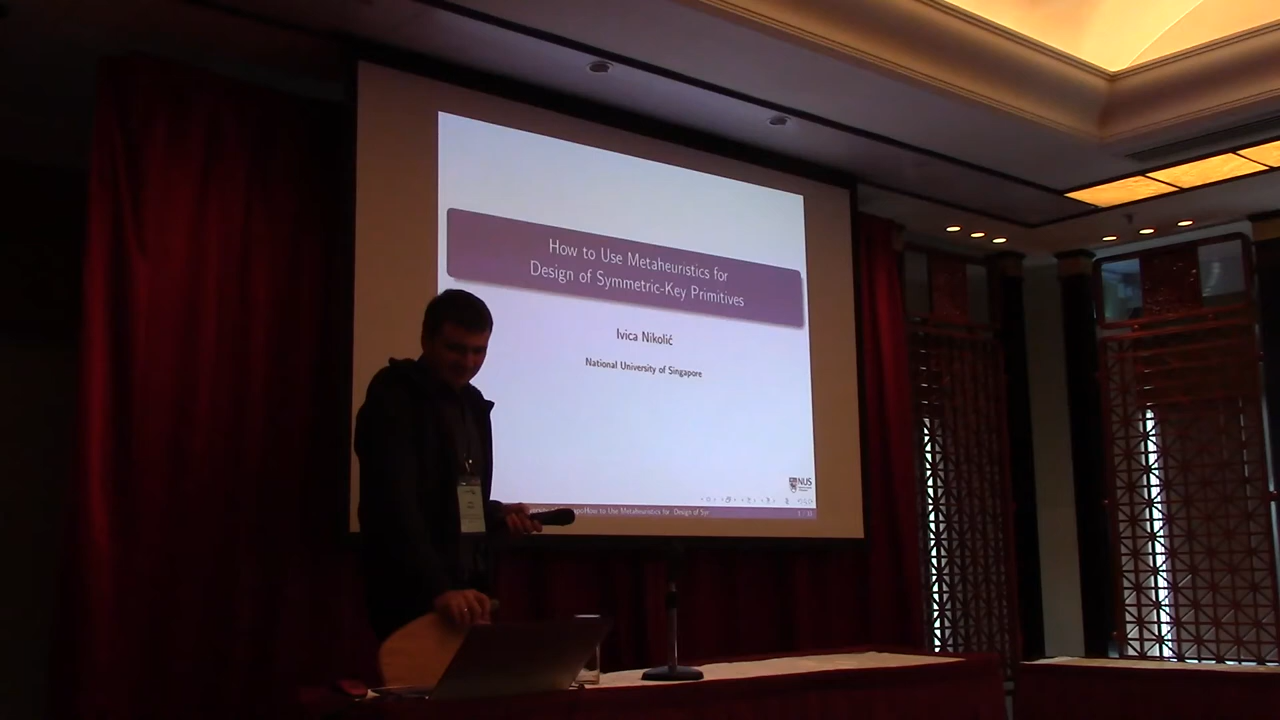 How to Use Metaheuristics for
Design of Symmetric-Key Primitives
Ivica Nikolić
National University of Singapore
NUS
How to Use Metaheuristics for Design of Sy